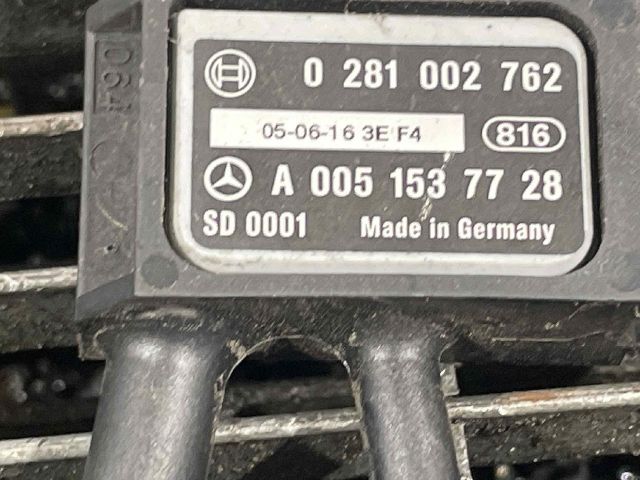 0 281 002 762
05-06-16 3E F4
816
A 005 153 77 28
SD 0001 Made in Germany
064